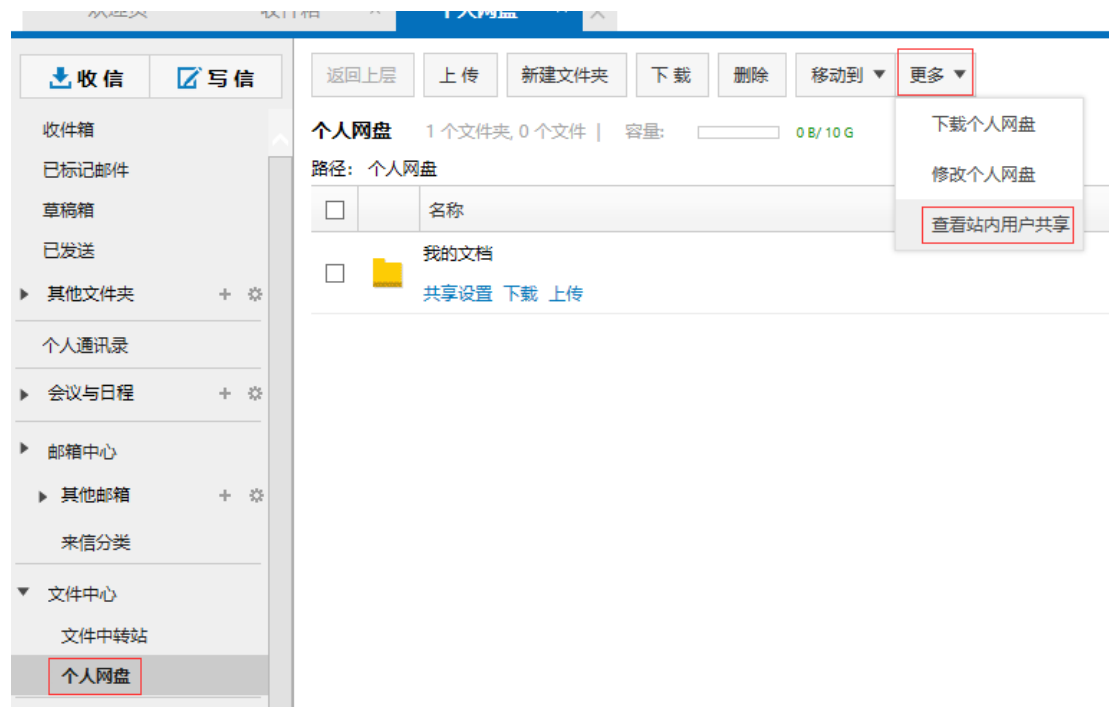 个人网盘
收信 写信
收件箱
已标记邮件
草稿箱
已发送
其他文件夹
个人通讯录
会议与日程
邮箱中心
其他邮箱
来信分类
文件中心
文件中转站
个人网盘
返回上层 上传 新建文件夹 下载 删除 移动到 更多
个人网盘 1 个文件夹, 0 个文件 | 容量: 0 B/ 10 G
路径: 个人网盘
名称
我的文档
共享设置 下载 上传
下载个人网盘
修改个人网盘
查看站内用户共享